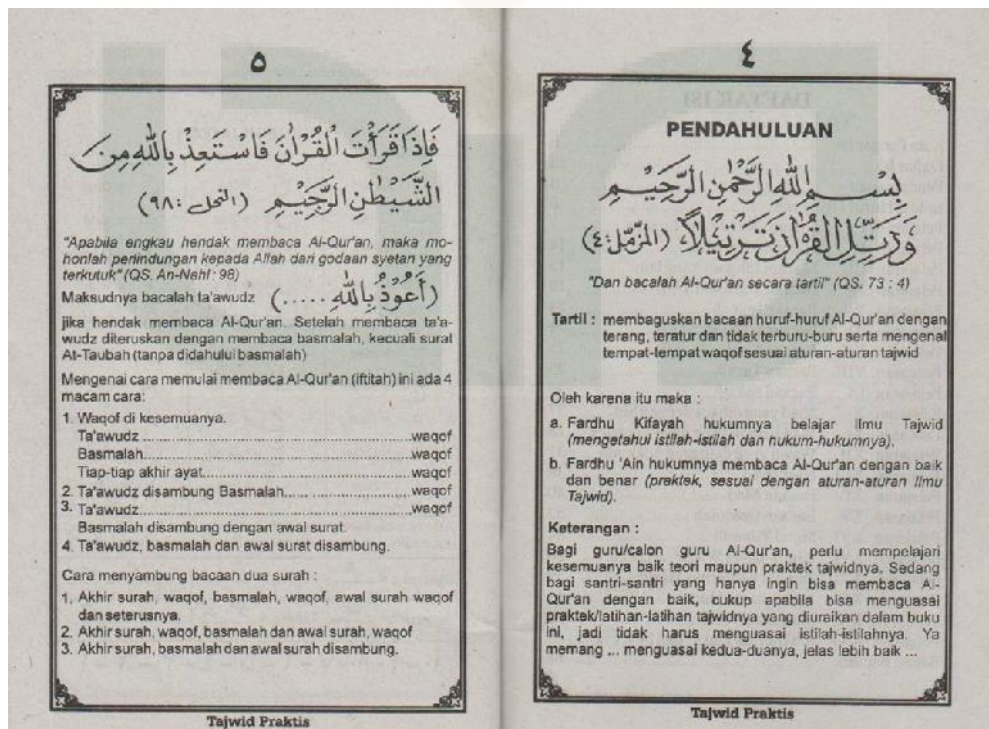 ٤
PENDAHULUAN
بِسْمِ اللهِ الرَّحْمٰنِ الرَّحِيْمِ
وَرَتِّلِ الْقُرْاٰنَ تَرْتِيْلًا (المزّمّل : ٤)
"Dan bacalah Al-Qur'an secara tartil" (QS. 73 : 4)
Tartil : membaguskan bacaan huruf-huruf Al-Qur'an dengan
terang, teratur dan tidak terburu-buru serta mengenal
tempat-tempat waqof sesuai aturan-aturan tajwid
Oleh karena itu maka :
a. Fardhu Kifayah hukumnya belajar Ilmu Tajwid
(mengetahui istilah-istilah dan hukum-hukumnya).
b. Fardhu 'Ain hukumnya membaca Al-Qur'an dengan baik
dan benar (praktek, sesuai dengan aturan-aturan Ilmu
Tajwid).
Keterangan :
Bagi guru/calon guru Al-Qur'an, perlu mempelajari
kesemuanya baik teori maupun praktek tajwidnya. Sedang
bagi santri-santri yang hanya ingin bisa membaca Al-
Qur'an dengan baik, cukup apabila bisa menguasai
praktek/latihan-latihan tajwidnya yang diuraikan dalam buku
ini, jadi tidak harus menguasai istilah-istilahnya. Ya
memang ... menguasai kedua-duanya, jelas lebih baik ...
Tajwid Praktis
٥
فَاِذَا قَرَأْتَ الْقُرْاٰنَ فَاسْتَعِذْ بِاللهِ مِنَ
الشَّيْطٰنِ الرَّجِيْمِ (النحل : ٩٨)
"Apabila engkau hendak membaca Al-Qur'an, maka mo-
honlah perlindungan kepada Allah dari godaan syetan yang
terkutuk" (QS. An-Nahl : 98)
Maksudnya bacalah ta'awudz (أَعُوْذُ بِاللهِ .....)
jika hendak membaca Al-Qur'an. Setelah membaca ta'a-
wudz diteruskan dengan membaca basmalah, kecuali surat
At-Taubah (tanpa didahului basmalah)
Mengenai cara memulai membaca Al-Qur'an (iftitah) ini ada 4
macam cara:
1. Waqof di kesemuanya.
Ta'awudz ..... waqof
Basmalah ..... waqof
Tiap-tiap akhir ayat ..... waqof
2. Ta'awudz disambung Basmalah ..... waqof
3. Ta'awudz ..... waqof
Basmalah disambung dengan awal surat.
4. Ta'awudz, basmalah dan awal surat disambung.
Cara menyambung bacaan dua surah :
1. Akhir surah, waqof, basmalah, waqof, awal surah waqof
dan seterusnya.
2. Akhir surah, waqof, basmalah dan awal surah, waqof
3. Akhir surah, basmalah dan awal surah disambung.
Tajwid Praktis